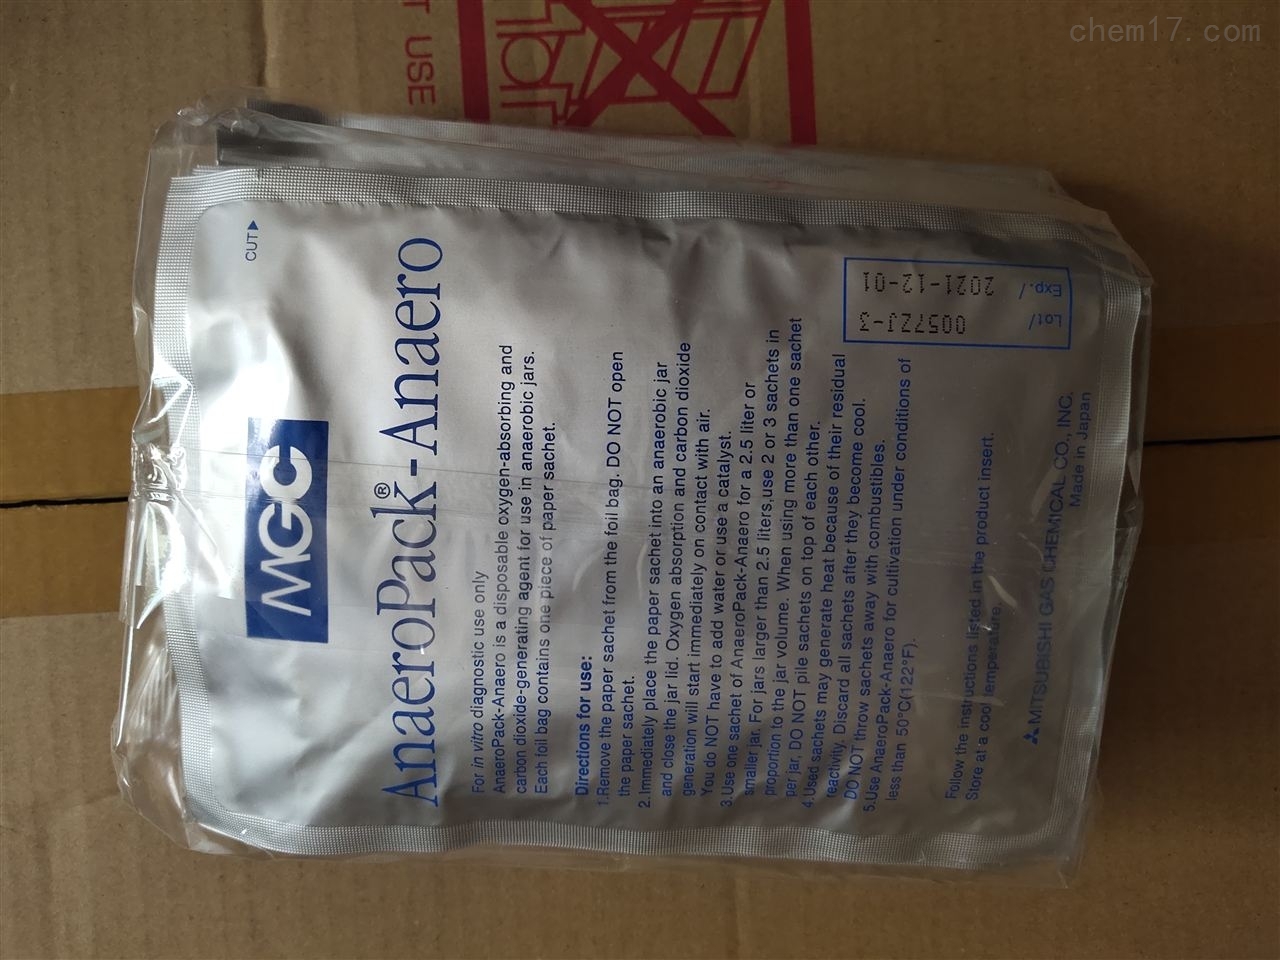 chem17.com
T USE
CUT▶
MGC
AnaeroPack®-Anaero
For in vitro diagnostic use only
AnaeroPack-Anaero is a disposable oxygen-absorbing and
carbon dioxide-generating agent for use in anaerobic jars.
Each foil bag contains one piece of paper sachet.
Directions for use:
1.Remove the paper sachet from the foil bag. DO NOT open
the paper sachet.
2.Immediately place the paper sachet into an anaerobic jar
and close the jar lid. Oxygen absorption and carbon dioxide
generation will start immediately on contact with air.
You do NOT have to add water or use a catalyst.
3.Use one sachet of AnaeroPack-Anaero for a 2.5 liter or
smaller jar. For jars larger than 2.5 liters,use 2 or 3 sachets in
proportion to the jar volume. When using more than one sachet
per jar, DO NOT pile sachets on top of each other.
4.Used sachets may generate heat because of their residual
reactivity. Discard all sachets after they become cool.
DO NOT throw sachets away with combustibles.
5.Use AnaeroPack-Anaero for cultivation under conditions of
less than 50°C(122°F).
Lot/ 0057ZJ-3
Exp./ 2021-12-01
Follow the instructions listed in the product insert.
Store at a cool temperature.
MITSUBISHI GAS CHEMICAL CO., INC.
Made in Japan